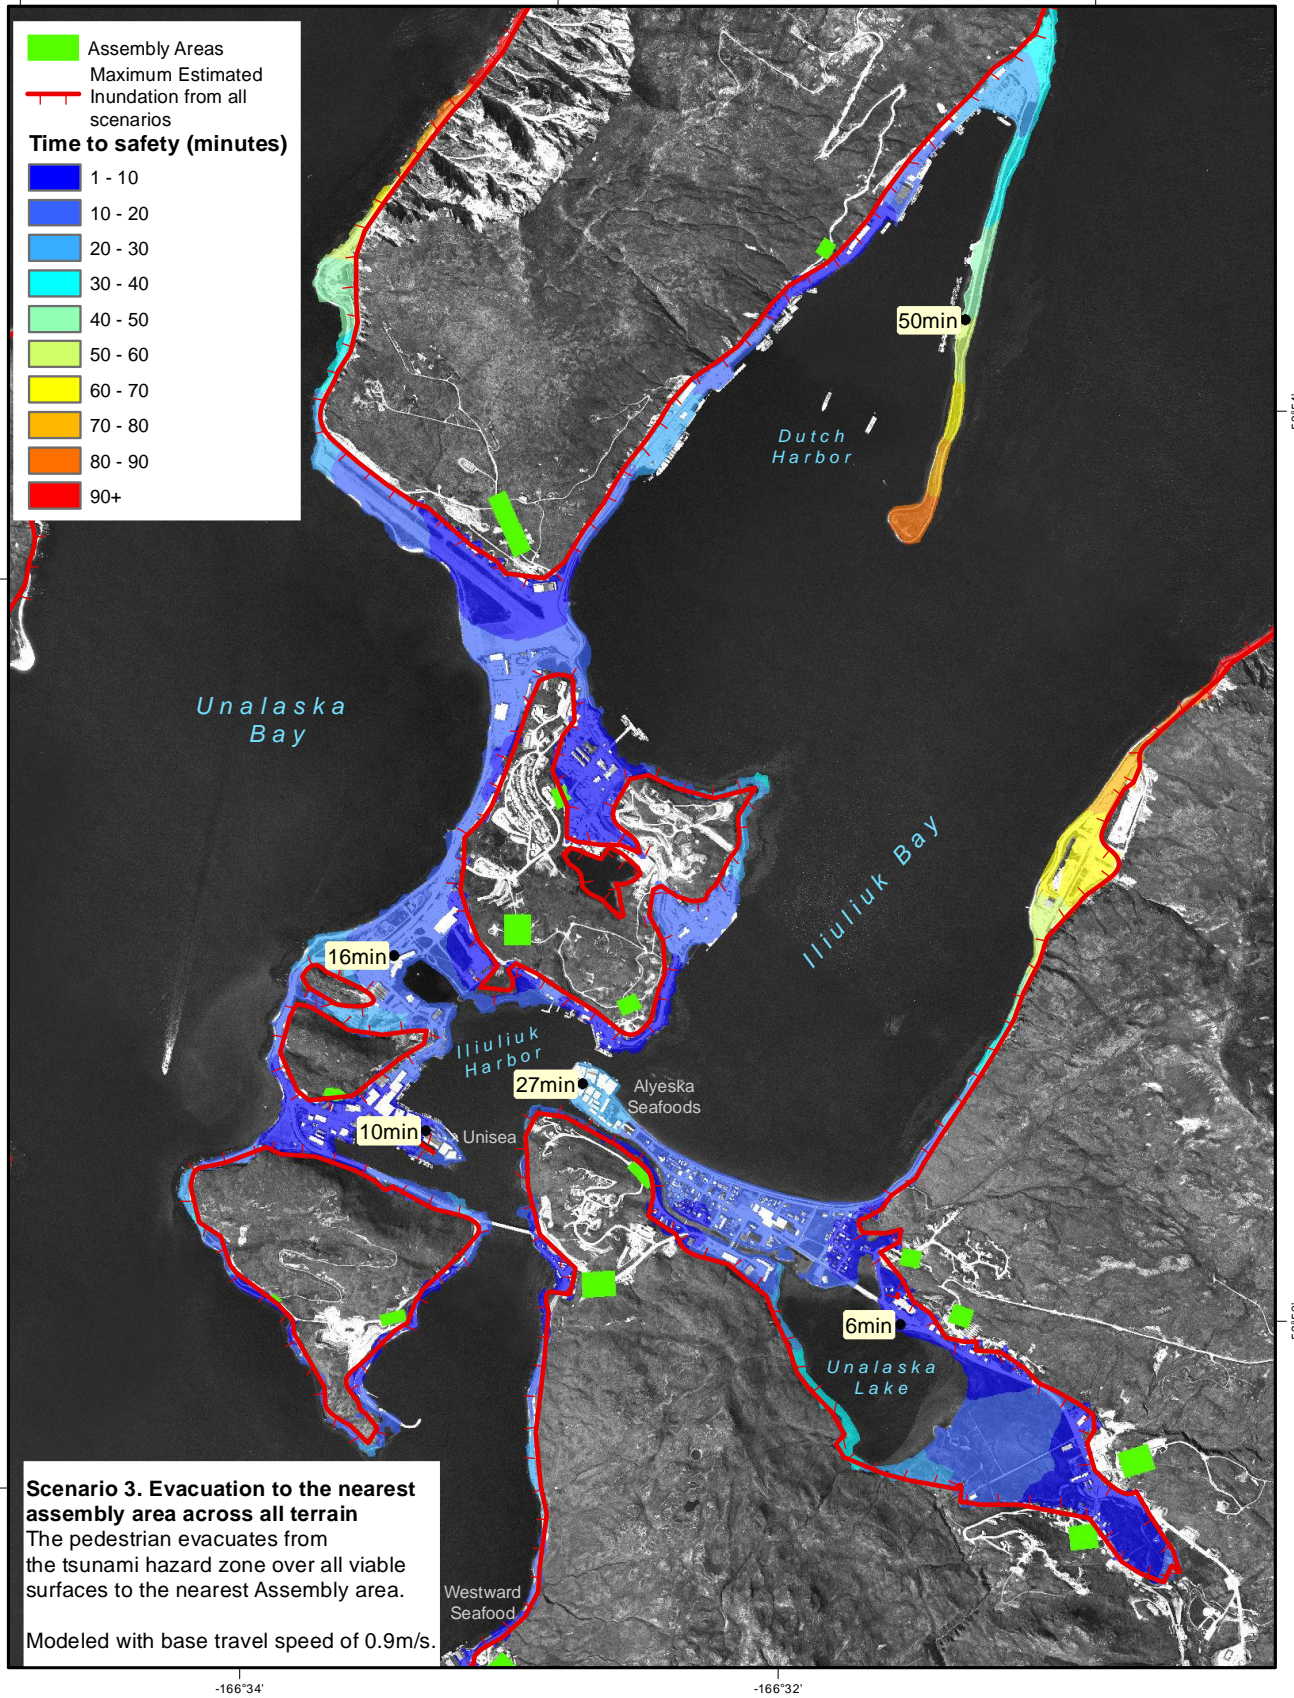 Assembly Areas
Maximum Estimated
Inundation from all
scenarios
Time to safety (minutes)
1 - 10
10 - 20
20 - 30
30 - 40
40 - 50
50 - 60
60 - 70
70 - 80
80 - 90
90+
50min
Dutch
Harbor
Unalaska
Bay
Iliuliuk Bay
16min
Iliuliuk
Harbor
27min
Alyeska
Seafoods
10min
Unisea
6min
Unalaska
Lake
Scenario 3. Evacuation to the nearest
assembly area across all terrain
The pedestrian evacuates from
the tsunami hazard zone over all viable
surfaces to the nearest Assembly area.
Modeled with base travel speed of 0.9m/s.
Westward
Seafood
-166°34'
-166°32'